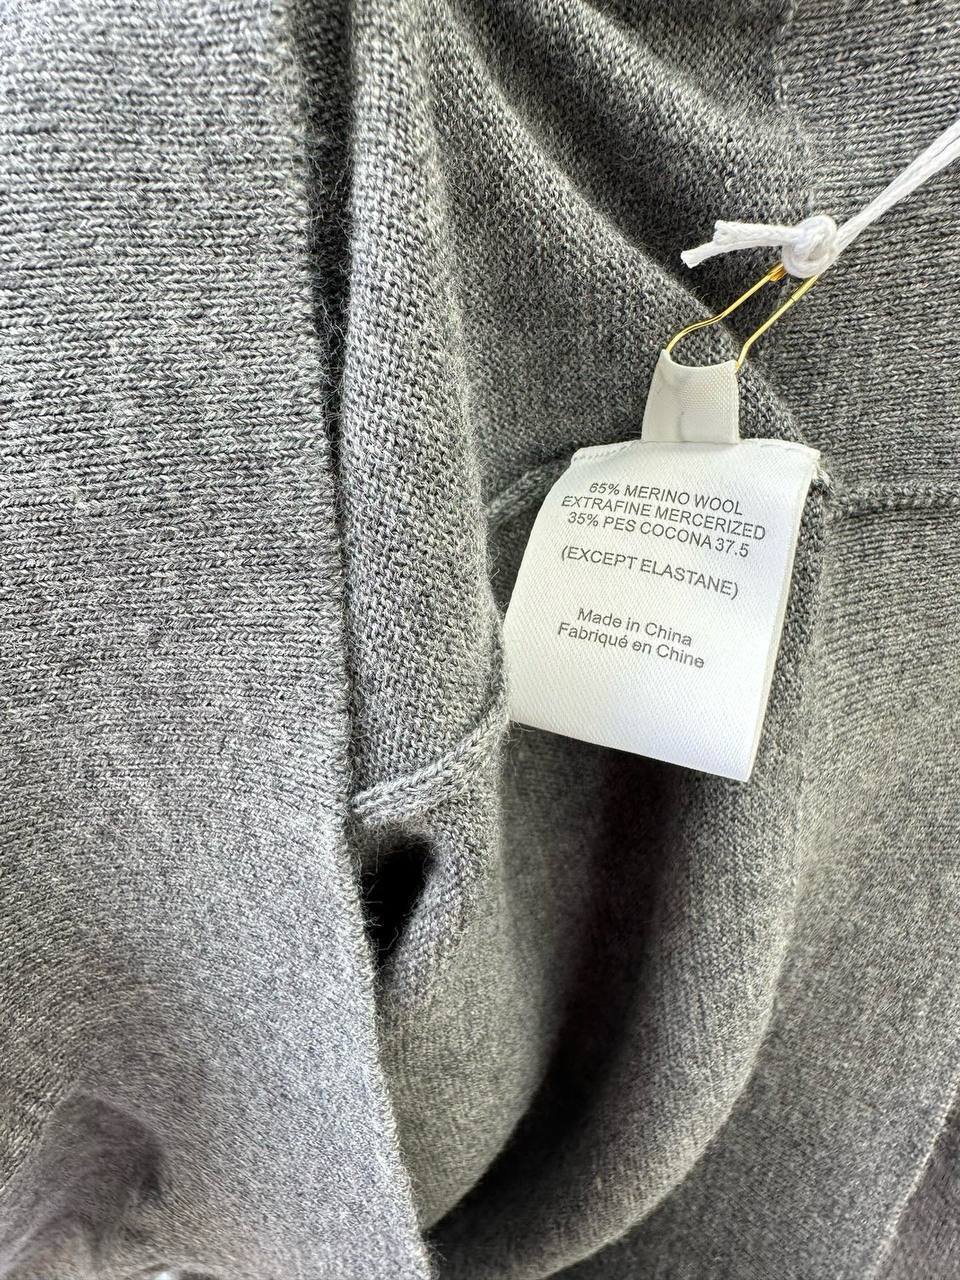 65% MERINO WOOL
EXTRAFINE MERCERIZED
35% PES COCONA 37.5
(EXCEPT ELASTANE)
Made in China
Fabriqué en Chine